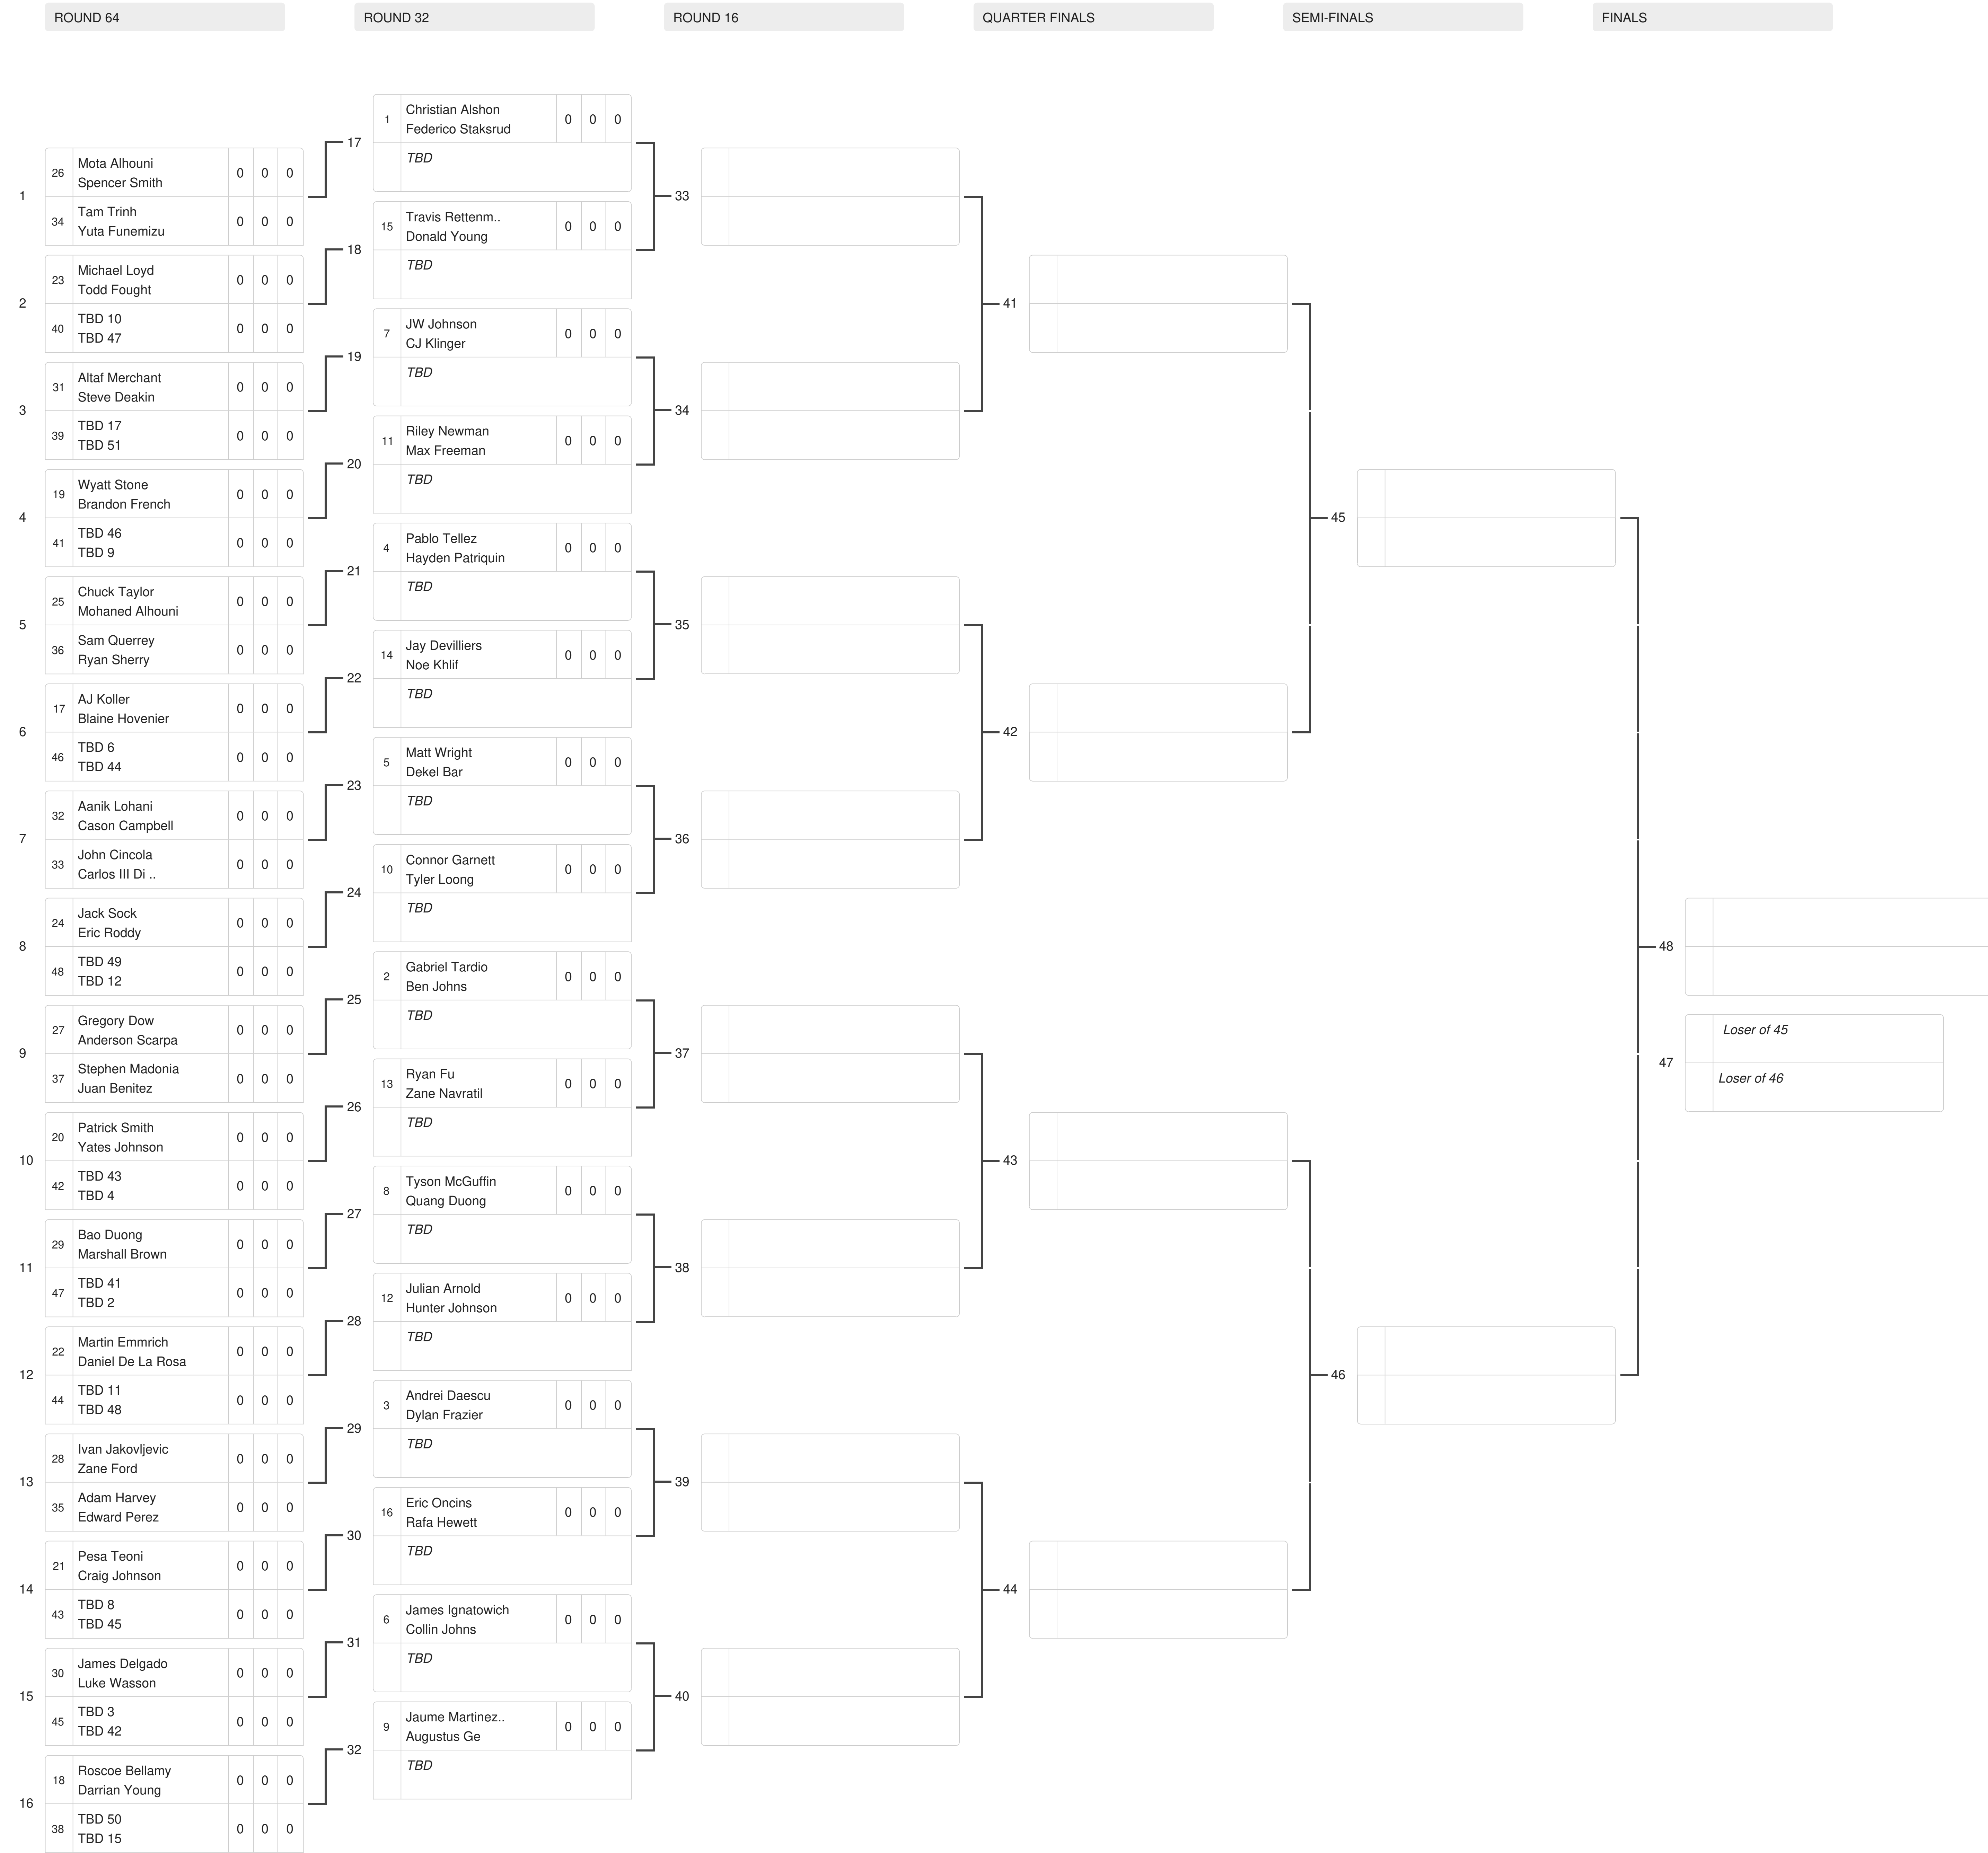 ROUND 64
ROUND 32
ROUND 16
QUARTER FINALS
SEMI-FINALS
FINALS
1
26
Mota Alhouni
Spencer Smith
0 0 0
34
Tam Trinh
Yuta Funemizu
0 0 0
2
23
Michael Loyd
Todd Fought
0 0 0
40
TBD 10
TBD 47
0 0 0
3
31
Altaf Merchant
Steve Deakin
0 0 0
39
TBD 17
TBD 51
0 0 0
4
19
Wyatt Stone
Brandon French
0 0 0
41
TBD 46
TBD 9
0 0 0
5
25
Chuck Taylor
Mohaned Alhouni
0 0 0
36
Sam Querrey
Ryan Sherry
0 0 0
6
17
AJ Koller
Blaine Hovenier
0 0 0
46
TBD 6
TBD 44
0 0 0
7
32
Aanik Lohani
Cason Campbell
0 0 0
33
John Cincola
Carlos III Di ..
0 0 0
8
24
Jack Sock
Eric Roddy
0 0 0
48
TBD 49
TBD 12
0 0 0
9
27
Gregory Dow
Anderson Scarpa
0 0 0
37
Stephen Madonia
Juan Benitez
0 0 0
10
20
Patrick Smith
Yates Johnson
0 0 0
42
TBD 43
TBD 4
0 0 0
11
29
Bao Duong
Marshall Brown
0 0 0
47
TBD 41
TBD 2
0 0 0
12
22
Martin Emmrich
Daniel De La Rosa
0 0 0
44
TBD 11
TBD 48
0 0 0
13
28
Ivan Jakovljevic
Zane Ford
0 0 0
35
Adam Harvey
Edward Perez
0 0 0
14
21
Pesa Teoni
Craig Johnson
0 0 0
43
TBD 8
TBD 45
0 0 0
15
30
James Delgado
Luke Wasson
0 0 0
45
TBD 3
TBD 42
0 0 0
16
18
Roscoe Bellamy
Darrian Young
0 0 0
38
TBD 50
TBD 15
0 0 0
17
1
Christian Alshon
Federico Staksrud
0 0 0
TBD
18
15
Travis Rettenm..
Donald Young
0 0 0
TBD
19
7
JW Johnson
CJ Klinger
0 0 0
TBD
20
11
Riley Newman
Max Freeman
0 0 0
TBD
21
4
Pablo Tellez
Hayden Patriquin
0 0 0
TBD
22
14
Jay Devilliers
Noe Khlif
0 0 0
TBD
23
5
Matt Wright
Dekel Bar
0 0 0
TBD
24
10
Connor Garnett
Tyler Loong
0 0 0
TBD
25
2
Gabriel Tardio
Ben Johns
0 0 0
TBD
26
13
Ryan Fu
Zane Navratil
0 0 0
TBD
27
8
Tyson McGuffin
Quang Duong
0 0 0
TBD
28
12
Julian Arnold
Hunter Johnson
0 0 0
TBD
29
3
Andrei Daescu
Dylan Frazier
0 0 0
TBD
30
16
Eric Oncins
Rafa Hewett
0 0 0
TBD
31
6
James Ignatowich
Collin Johns
0 0 0
TBD
32
9
Jaume Martinez..
Augustus Ge
0 0 0
TBD
33
34
35
36
37
38
39
40
41
42
43
44
45
46
48
47
Loser of 45
Loser of 46